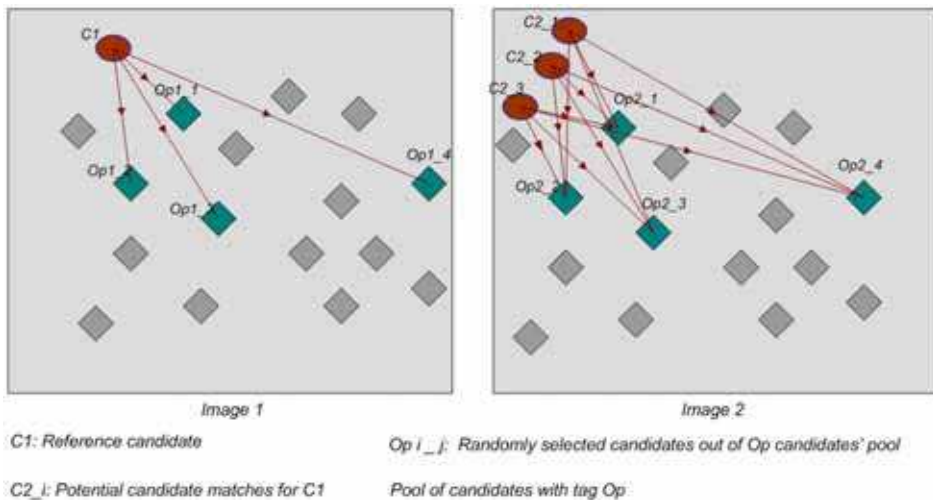 C1
Op1_1
Op1_2
Op1_4
Op1_
C2_1
C2_2
C2_3
Op2_1
Op2_2
Op2_3
Op2_4
Image 1
Image 2
C1: Reference candidate
Op i _ j: Randomly selected candidates out of Op candidates' pool
C2_i: Potential candidate matches for C1
Pool of candidates with tag Op